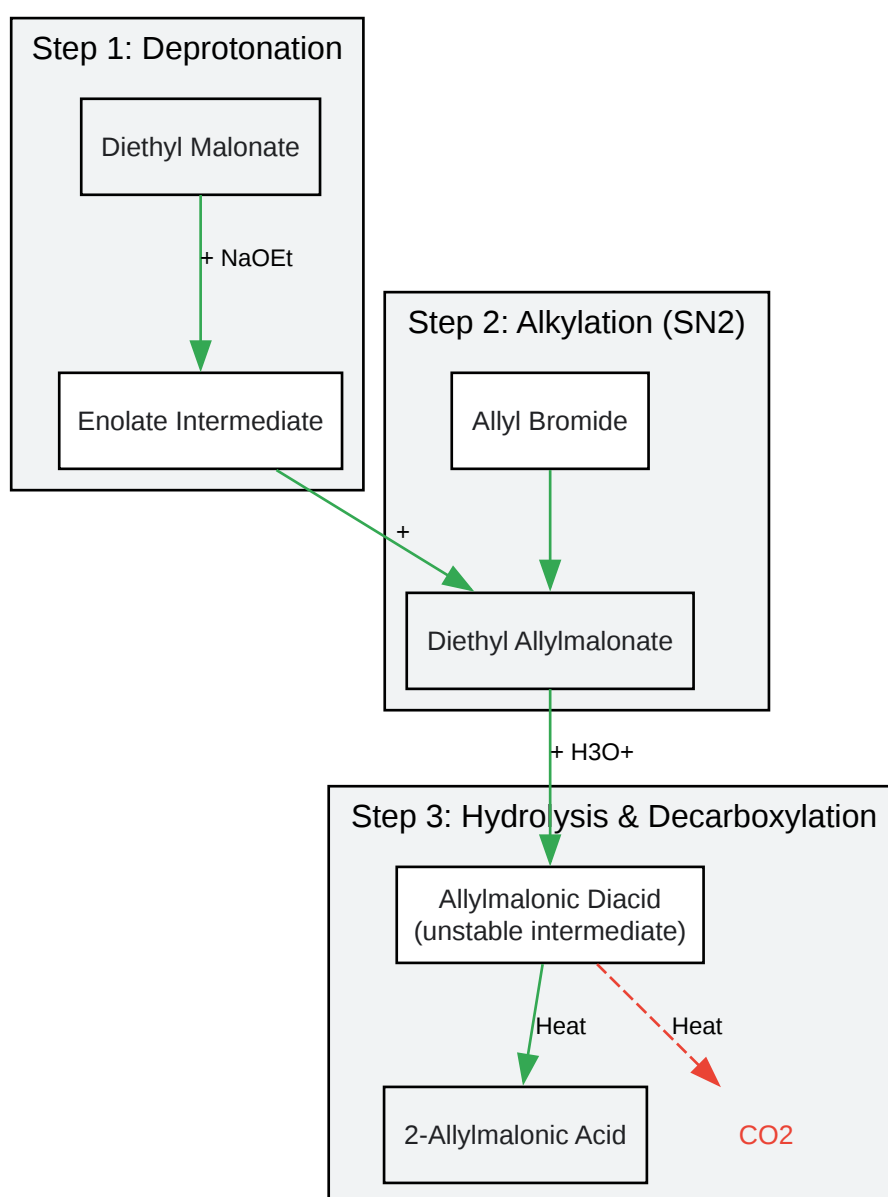 Step 1: Deprotonation
Diethyl Malonate
+ NaOEt
Enolate Intermediate
Step 2: Alkylation (SN2)
Allyl Bromide
+
Diethyl Allylmalonate
+ H3O+
Step 3: Hydrolysis & Decarboxylation
Allylmalonic Diacid
(unstable intermediate)
Heat
Heat
2-Allylmalonic Acid
CO2